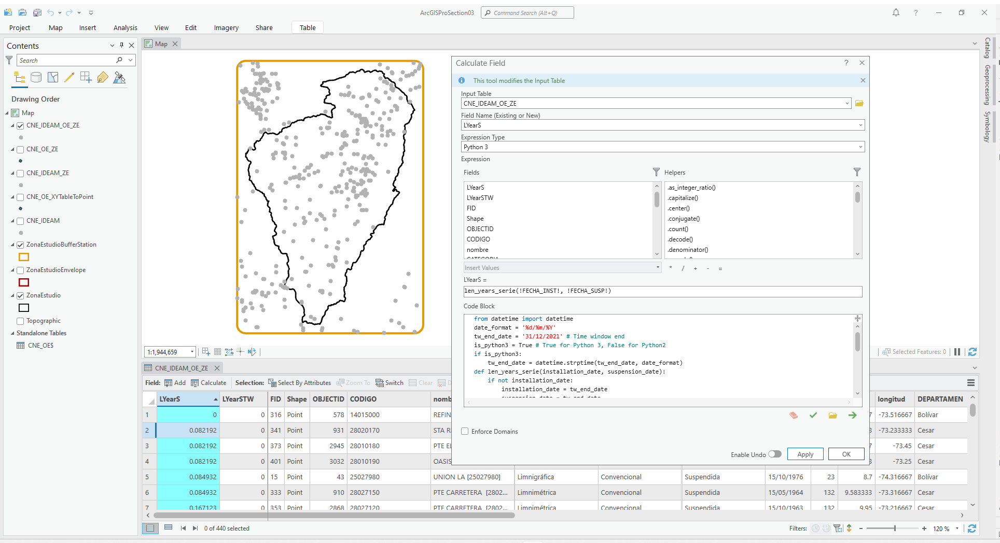 ArcGISProSection03
Command Search (Alt+Q)
?
Project
Map
Insert
Analysis
View
Edit
Imagery
Share
Table
Contents
Search
Drawing Order
Map
CNE_IDEAM_OE_ZE
CNE_OE_ZE
CNE_IDEAM_ZE
CNE_OE_XYTableToPoint
CNE_IDEAM
ZonaEstudioBufferStation
ZonaEstudioEnvelope
ZonaEstudio
Topographic
Standalone Tables
CNE_OE$
Map
Catalog
Geoprocessing
Symbology
Calculate Field
?
This tool modifies the Input Table
Input Table
CNE_IDEAM_OE_ZE
Field Name (Existing or New)
LYearS
Expression Type
Python 3
Expression
Fields
Helpers
LYearS
LYearSTW
FID
Shape
OBJECTID
CODIGO
nombre
CATEGORIA
.as_integer_ratio()
.capitalize()
.center()
.conjugate()
.count()
.decode()
.denominator()
Insert Values
* / + - =
LYearS =
len_years_serie(!FECHA_INST!, !FECHA_SUSP!)
Code Block
from datetime import datetime
date_format = '%d/%m/%Y'
tw_end_date = '31/12/2021' # Time window end
is_python3 = True # True for Python 3, False for Python2
if is_python3:
tw_end_date = datetime.strptime(tw_end_date, date_format)
def len_years_serie(installation_date, suspension_date):
if not installation_date:
installation_date = tw_end_date
suspension_date = tw_end_date
Enforce Domains
Enable Undo
Apply
OK
1:1,944,659
Selected Features: 0
CNE_IDEAM_OE_ZE
Field: Add Calculate Selection: Select By Attributes Zoom To Switch Clear D
LYearS LYearSTW FID Shape OBJECTID CODIGO nomb longitud DEPARTAMEN
1 0 0 316 Point 578 14015000 REFIN 7 -73.516667 Bolívar
2 0.082192 0 341 Point 931 28020170 STA R 3 -73.233333 Cesar
3 0.082192 0 373 Point 2945 28010180 PTE EL 7 -73.45 Cesar
4 0.082192 0 401 Point 3032 28010190 OASIS 3 -73.25 Cesar
5 0.084932 0 15 Point 43 25027980 UNION LA [25027980] Limnigráfica Convencional Suspendida 15/10/1976 23 8.7 -74.316667 Bolívar
6 0.084932 0 333 Point 910 28027150 PTE CARRETERA [2802... Limnimétrica Convencional Suspendida 15/05/1964 132 9.583333 -73.316667 Cesar
7 0.167123 0 353 Point 2868 28027120 PTE CARRETERA [2802... Limnimétrica Convencional Suspendida 15/10/1963 132 9.95 -73.216667 Cesar
0 of 440 selected
Filters:
- + 120 %